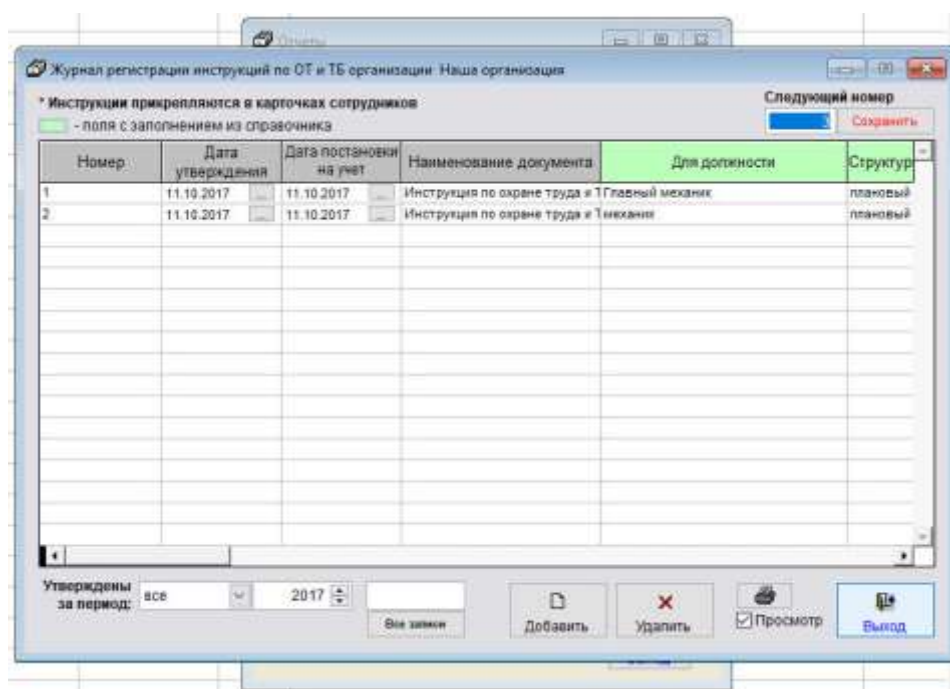 Отчеты
Журнал регистрации инструкций по ОТ и ТБ организации Наша организация
* Инструкции прикрепляются в карточках сотрудников
Следующий номер
- поля с заполнением из справочника
3 Сохранить
Номер Дата утверждения Дата постановки на учет Наименование документа Для должности Структур
1 11.10.2017 ... 11.10.2017 ... Инструкция по охране труда и Т Главный механик плановый
2 11.10.2017 ... 11.10.2017 ... Инструкция по охране труда и Т механик плановый
Утверждены
за период: все 2017
Все записи
Добавить Удалить Просмотр Выход